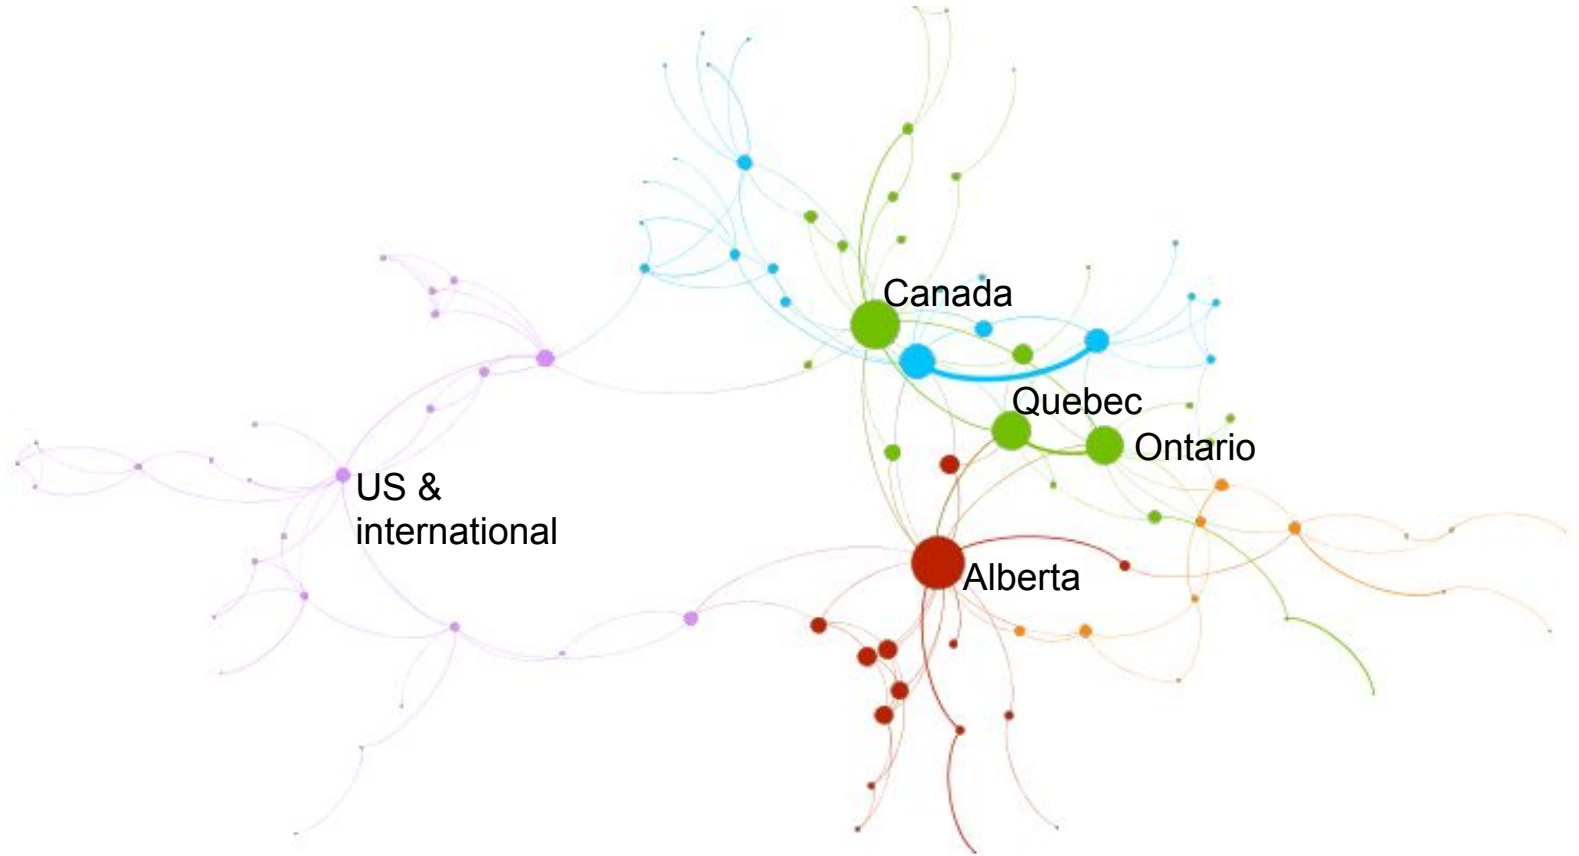 Canada
Quebec
Ontario
US &
international
Alberta